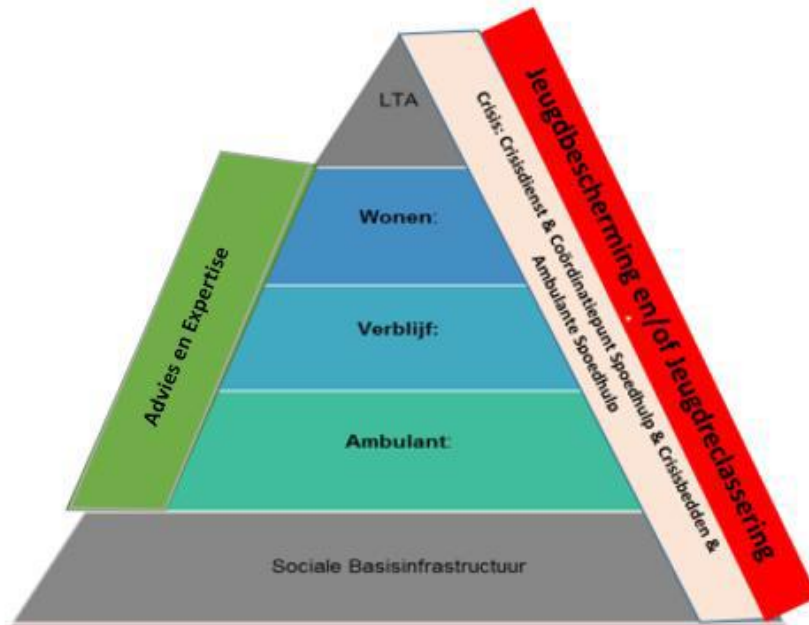 LTA
Wonen:
Verblijf:
Ambulant:
Sociale Basisinfrastructuur
Advies en Expertise
Crisis: Crisisdienst & Coördinatiepunt Spoedhulp & Crisisbedden &
Ambulante Spoedhulp
Jeugdbescherming en/of Jeugdreclassering